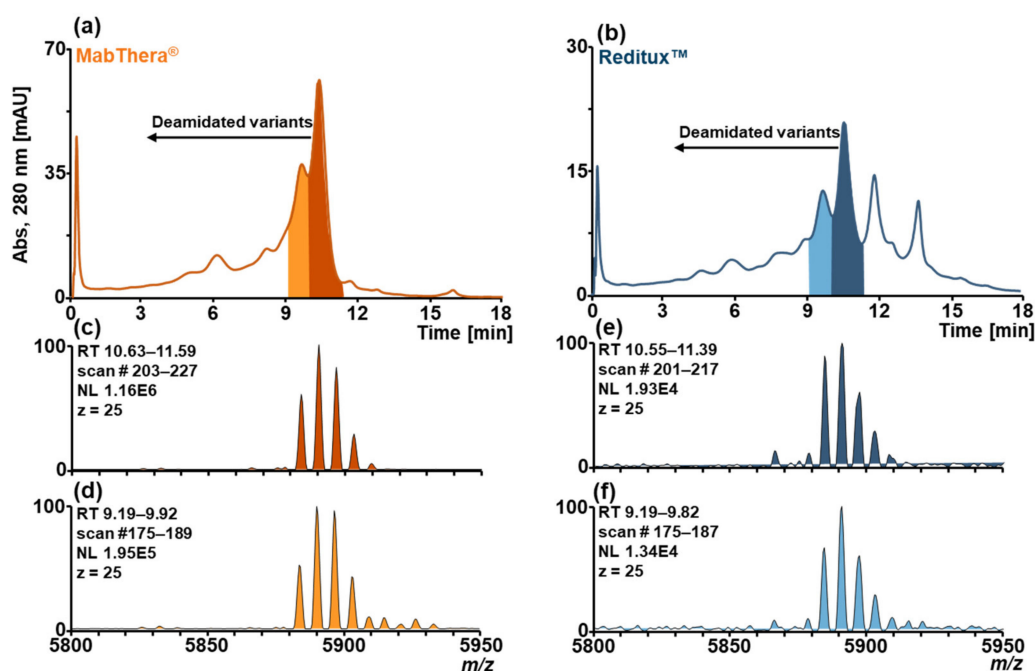 (a)
MabThera®
70
35
0
Abs, 280 nm [mAU]
Deamidated variants
0 3 6 9 12 15 18
Time [min]
(b)
Reditux™
30
15
0
Deamidated variants
0 3 6 9 12 15 18
Time [min]
(c)
100
0
RT 10.63–11.59
scan # 203–227
NL 1.16E6
z = 25
(e)
100
0
RT 10.55–11.39
scan # 201–217
NL 1.93E4
z = 25
(d)
100
0
RT 9.19–9.92
scan #175–189
NL 1.95E5
z = 25
5800 5850 5900 5950
m/z
(f)
100
0
RT 9.19–9.82
scan # 175–187
NL 1.34E4
z = 25
5800 5850 5900 5950
m/z